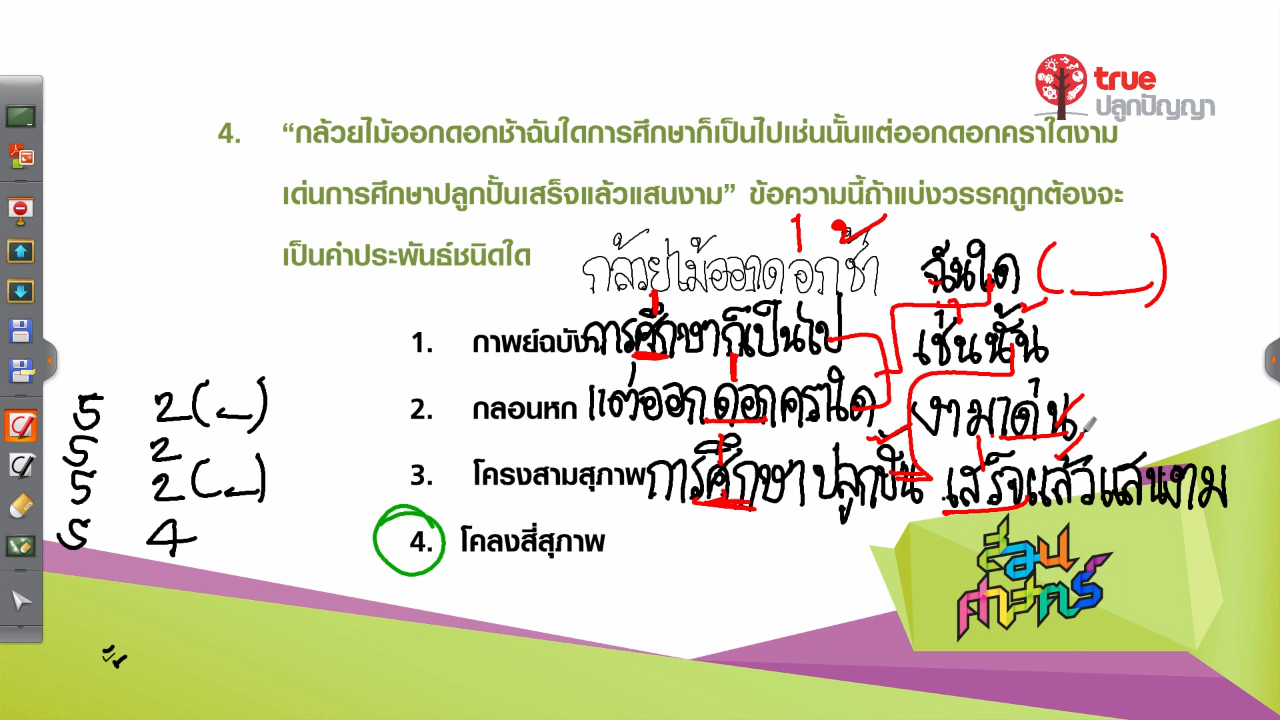 true
ปลูกปัญญา
4. “กล้วยไม้ออกดอกช้าฉันใดการศึกษาก็เป็นไปเช่นนั้นแต่ออกดอกคราใดงาม
เด่นการศึกษาปลูกปั้นเสร็จแล้วแสนงาม” ข้อความนี้ถ้าแบ่งวรรคถูกต้องจะ
เป็นคำประพันธ์ชนิดใด
กล้วยไม้ออกดอกช้า ฉันใด ( )
1. กาพย์ฉบัง
การศึกษาก็เป็นไป เช่นนั้น
2. กลอนหก
แต่ออกดอกคราใด งามเด่น
3. โครงสามสุภาพ
การศึกษาปลูกปั้น เสร็จแล้วแสนงาม
4. โคลงสี่สุภาพ
5 2 ( )
5 2
5 2 ( )
5 4
สอน
ศาสตร์